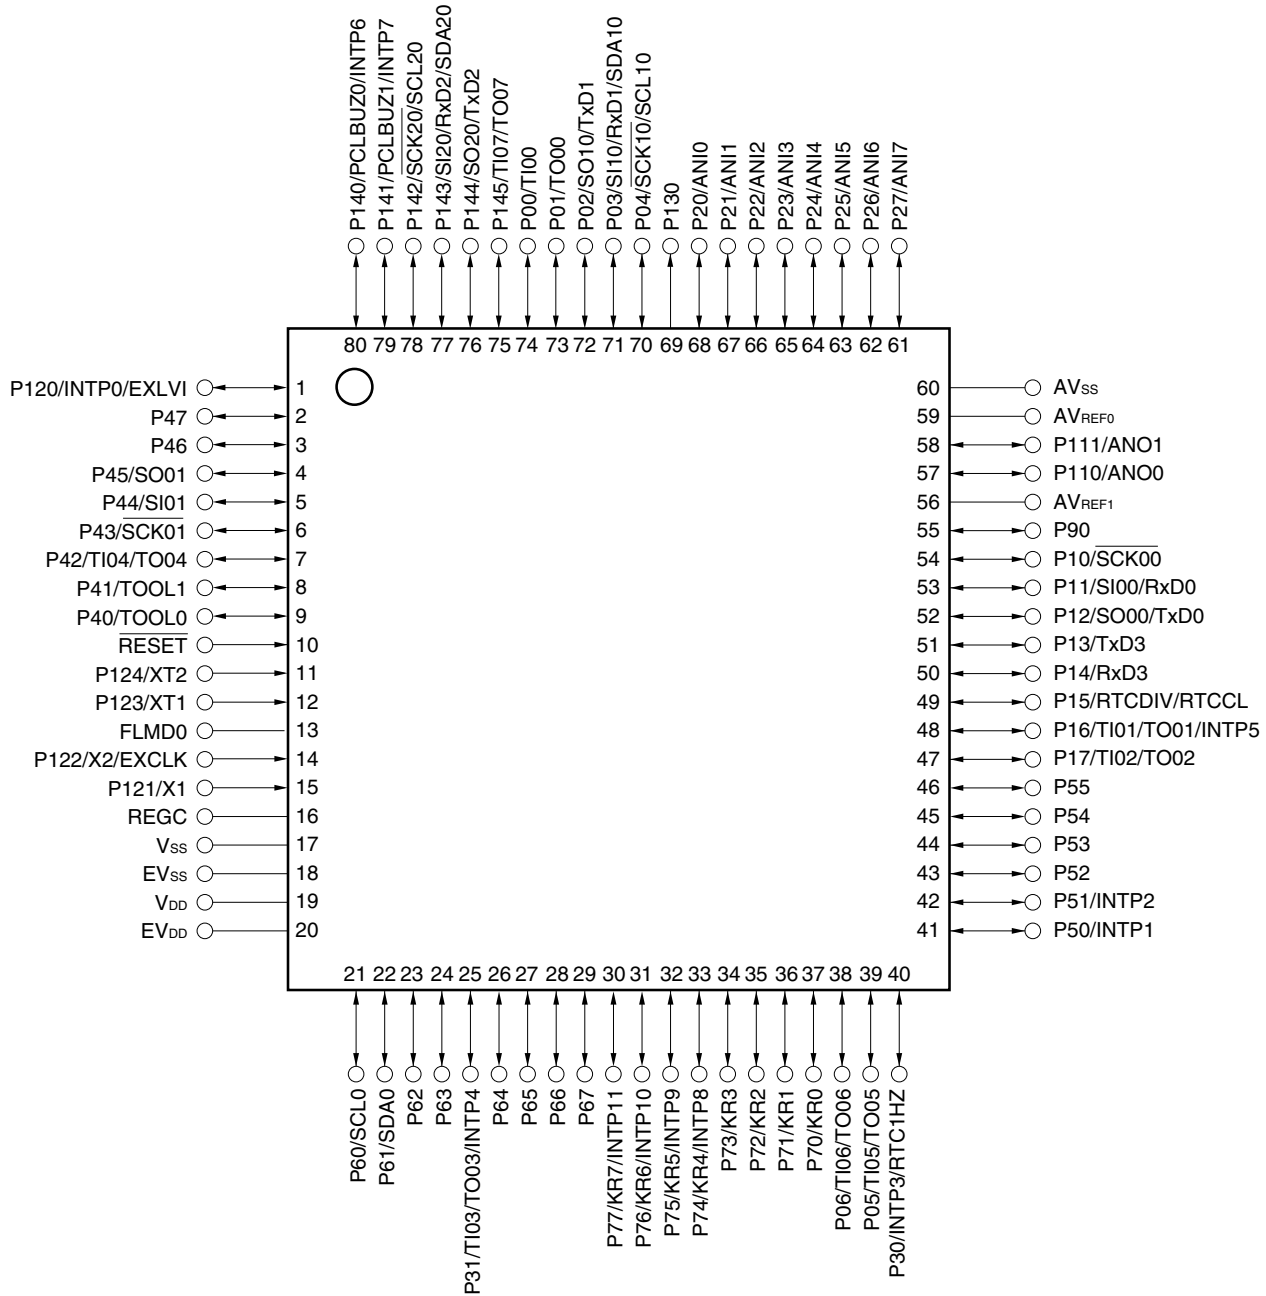 P140/PCLBUZ0/INTP6
P141/PCLBUZ1/INTP7
P142/SCK20/SCL20
P143/SI20/RxD2/SDA20
P144/SO20/TxD2
P145/TI07/TO07
P00/TI00
P01/TO00
P02/SO10/TxD1
P03/SI10/RxD1/SDA10
P04/SCK10/SCL10
P130
P20/ANI0
P21/ANI1
P22/ANI2
P23/ANI3
P24/ANI4
P25/ANI5
P26/ANI6
P27/ANI7
80 79 78 77 76 75 74 73 72 71 70 69 68 67 66 65 64 63 62 61
P120/INTP0/EXLVI 1 60 AVSS
P47 2 59 AVREF0
P46 3 58 P111/ANO1
P45/SO01 4 57 P110/ANO0
P44/SI01 5 56 AVREF1
P43/SCK01 6 55 P90
P42/TI04/TO04 7 54 P10/SCK00
P41/TOOL1 8 53 P11/SI00/RxD0
P40/TOOL0 9 52 P12/SO00/TxD0
RESET 10 51 P13/TxD3
P124/XT2 11 50 P14/RxD3
P123/XT1 12 49 P15/RTCDIV/RTCCL
FLMD0 13 48 P16/TI01/TO01/INTP5
P122/X2/EXCLK 14 47 P17/TI02/TO02
P121/X1 15 46 P55
REGC 16 45 P54
VSS 17 44 P53
EVSS 18 43 P52
VDD 19 42 P51/INTP2
EVDD 20 41 P50/INTP1
21 22 23 24 25 26 27 28 29 30 31 32 33 34 35 36 37 38 39 40
P60/SCL0
P61/SDA0
P62
P63
P31/TI03/TO03/INTP4
P64
P65
P66
P67
P77/KR7/INTP11
P76/KR6/INTP10
P75/KR5/INTP9
P74/KR4/INTP8
P73/KR3
P72/KR2
P71/KR1
P70/KR0
P06/TI06/TO06
P05/TI05/TO05
P30/INTP3/RTC1HZ